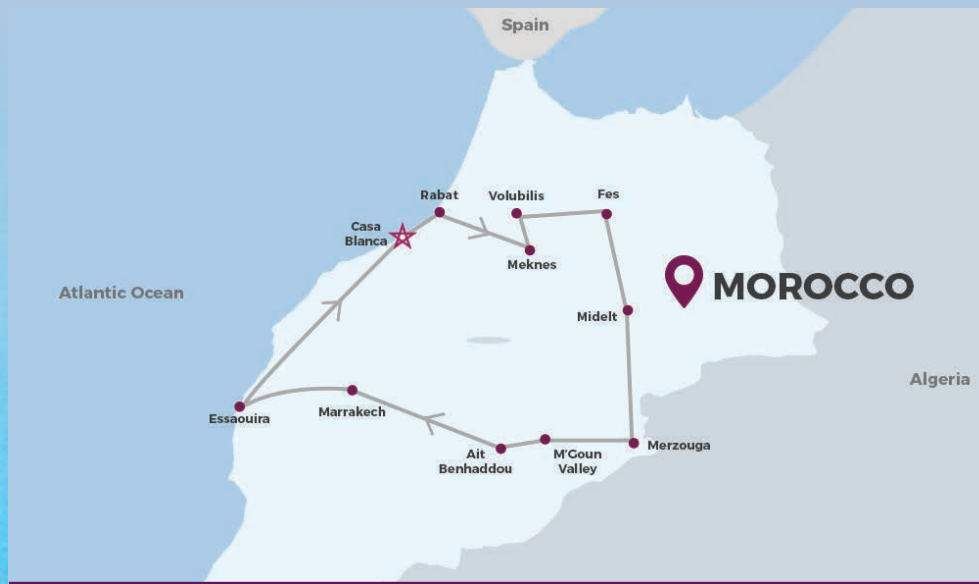 Spain
Rabat
Volubilis
Fes
Casa
Blanca
Meknes
MOROCCO
Atlantic Ocean
Midelt
Algeria
Essaouira
Marrakech
Ait
Benhaddou
M'Goun
Valley
Merzouga